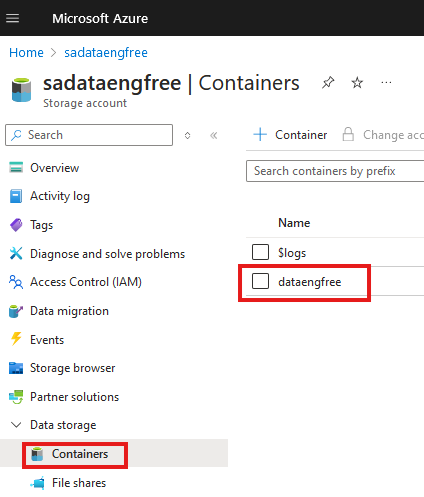 Microsoft Azure
Home > sadataengfree
sadataengfree | Containers
Storage account
Search
Container
Change acc
Search containers by prefix
Overview
Activity log
Tags
Diagnose and solve problems
Access Control (IAM)
Data migration
Events
Storage browser
Partner solutions
Data storage
Containers
File shares
Name
$logs
dataengfree